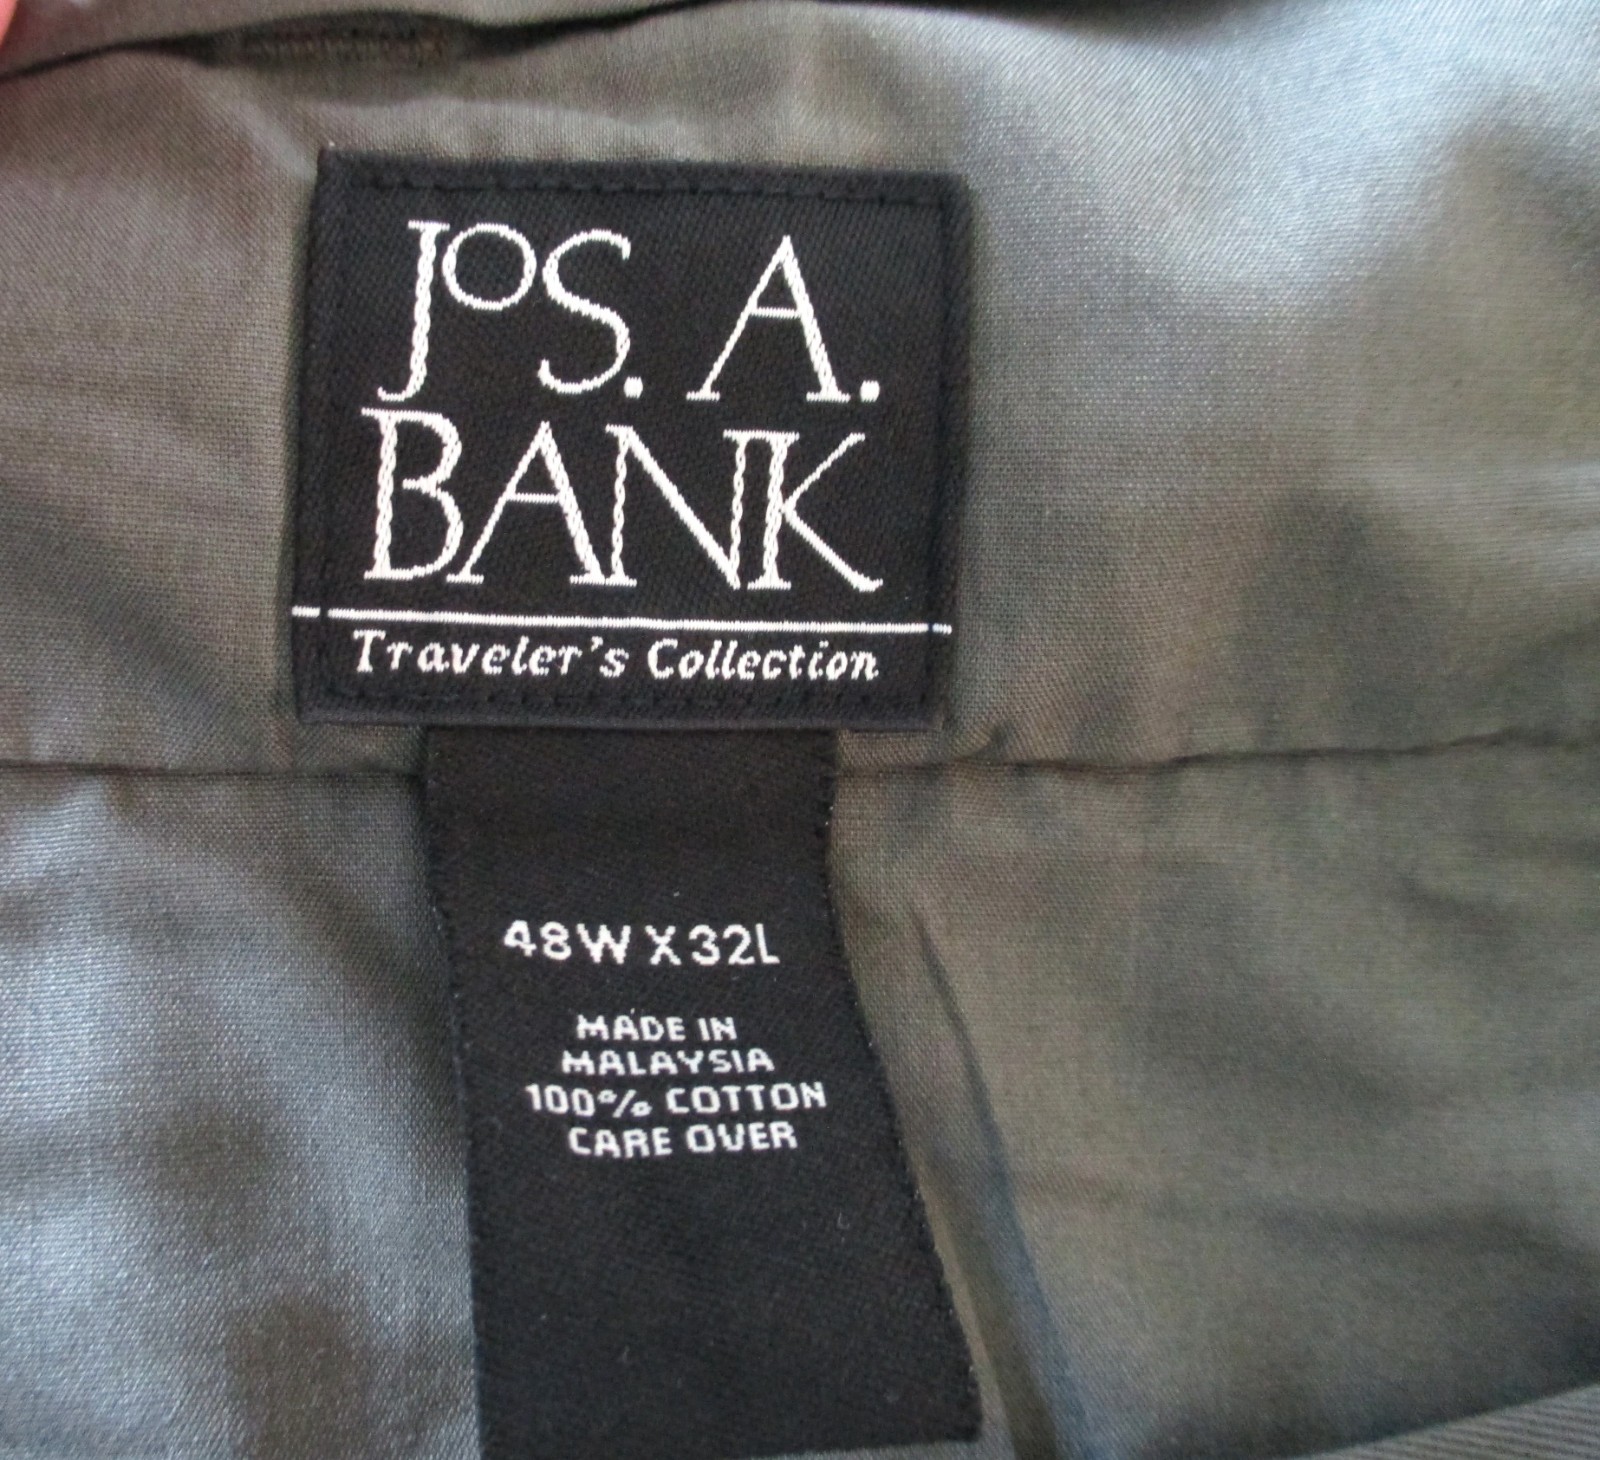 JOS. A.
BANK
Traveler's Collection
48W X 32L
MADE IN
MALAYSIA
100% COTTON
CARE OVER